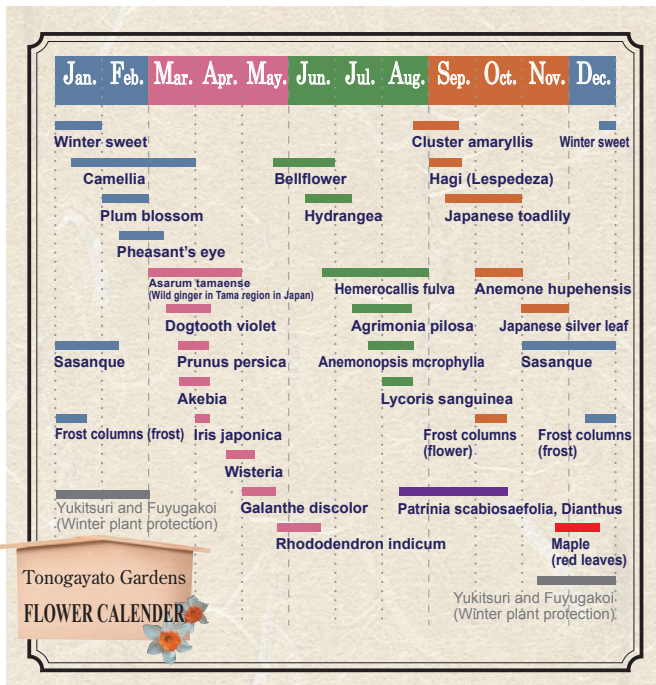 Jan. Feb. Mar. Apr. May. Jun. Jul. Aug. Sep. Oct. Nov. Dec.
Winter sweet
Cluster amaryllis
Winter sweet
Camellia
Bellflower
Hagi (Lespedeza)
Plum blossom
Hydrangea
Japanese toadlily
Pheasant's eye
Asarum tamaense
(Wild ginger in Tama region in Japan)
Hemerocallis fulva
Anemone hupehensis
Dogtooth violet
Agrimonia pilosa
Japanese silver leaf
Sasanque
Prunus persica
Anemonopsis mcrophylla
Sasanque
Akebia
Lycoris sanguinea
Frost columns (frost)
Iris japonica
Frost columns
(flower)
Frost columns
(frost)
Wisteria
Yukitsuri and Fuyugakoi
(Winter plant protection)
Galanthe discolor
Patrinia scabiosaefolia, Dianthus
Rhododendron indicum
Maple
(red leaves)
Yukitsuri and Fuyugakoi
(Winter plant protection)
Tonogayato Gardens
FLOWER CALENDER